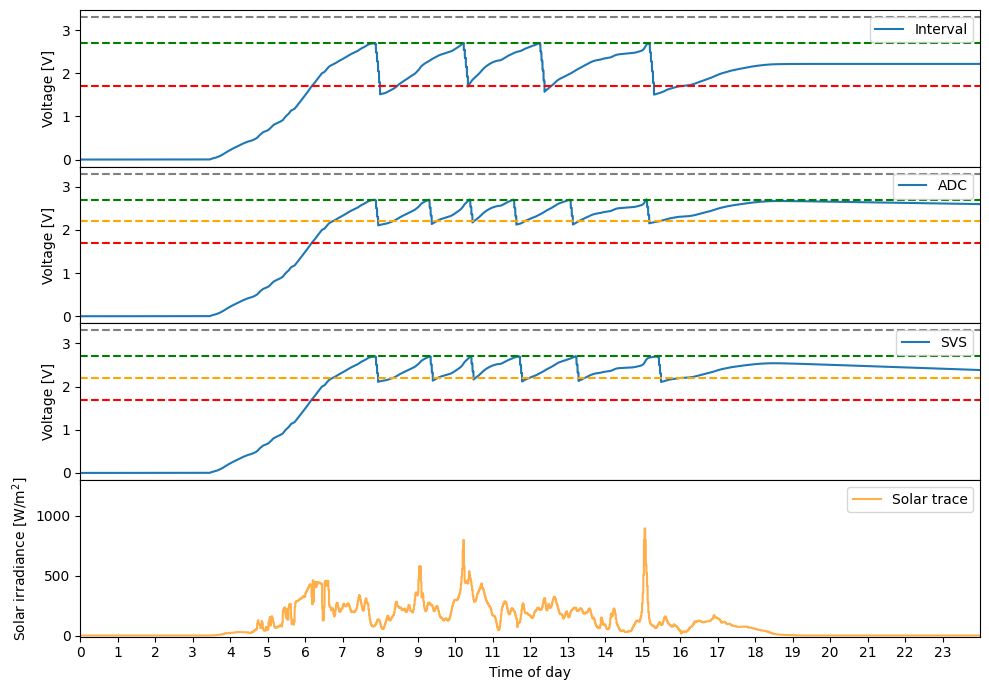 Voltage [V]
3
2
1
0
Interval
Voltage [V]
3
2
1
0
ADC
Voltage [V]
3
2
1
0
SVS
Solar irradiance [W/m²]
1000
500
0
Solar trace
0 1 2 3 4 5 6 7 8 9 10 11 12 13 14 15 16 17 18 19 20 21 22 23
Time of day